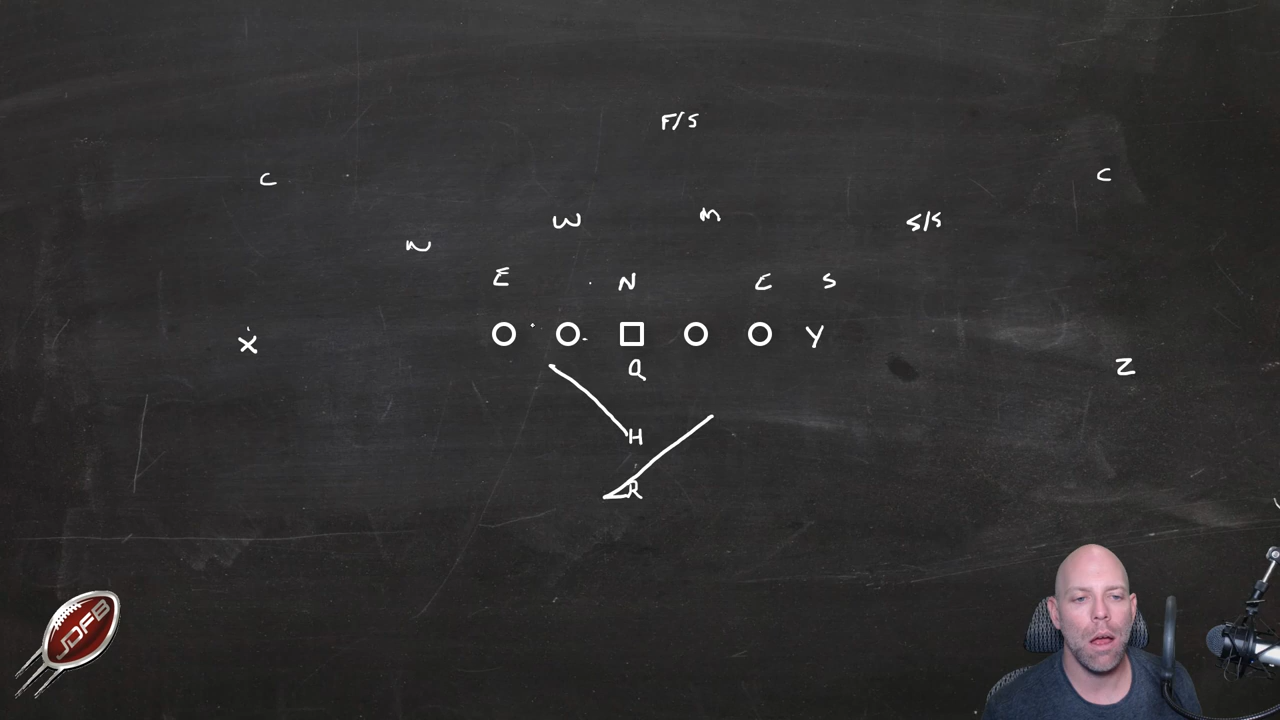 F/S
C C
W M S/S
N
E N E S
X Y Z
Q
H
R
JDFB